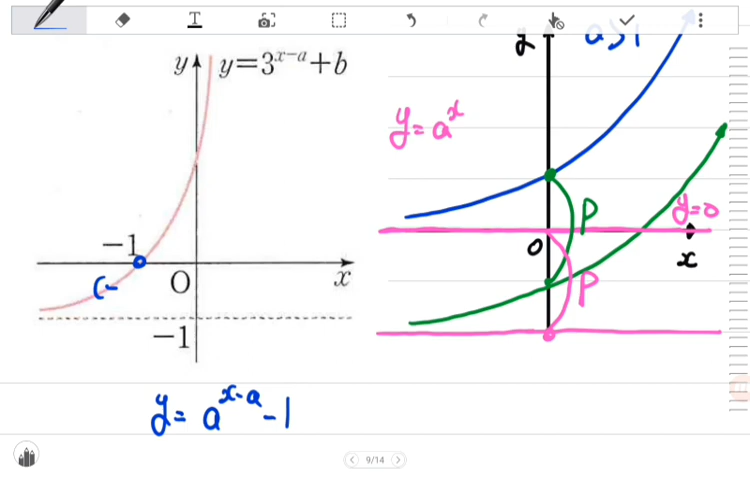 T
y y=3^{x-a}+b
-1
O
x
-1
y=a^{x-a}-1
y
a>1
y=a^x
p
y=0
O
x
p
9/14